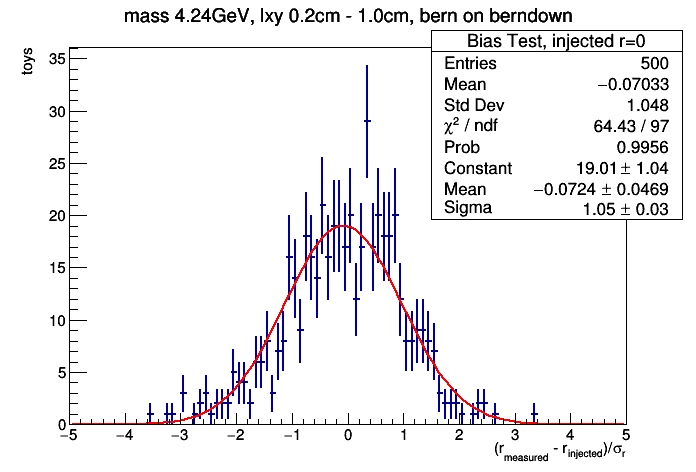 mass 4.24GeV, lxy 0.2cm - 1.0cm, bern on berndown
Bias Test, injected r=0
Entries 500
Mean −0.07033
Std Dev 1.048
χ² / ndf 64.43 / 97
Prob 0.9956
Constant 19.01 ± 1.04
Mean −0.0724 ± 0.0469
Sigma 1.05 ± 0.03
toys
35
30
25
20
15
10
5
0
−5 −4 −3 −2 −1 0 1 2 3 4 5
(r_measured - r_injected)/σ_r